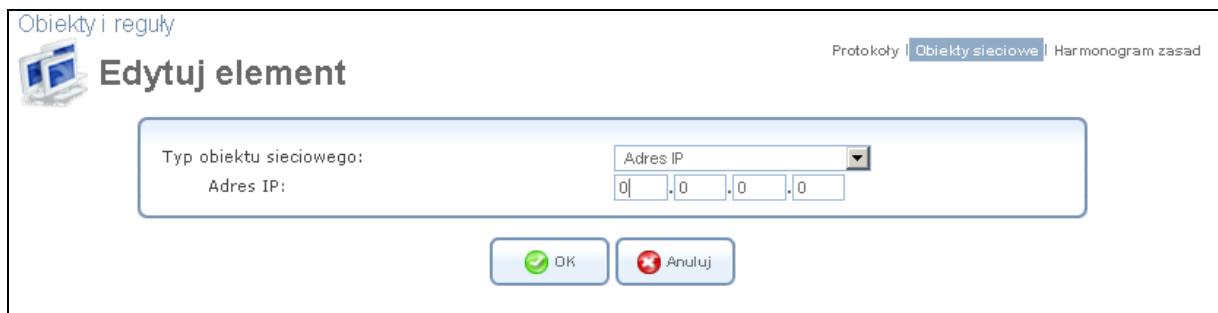 Obiekty i reguły
Protokoły | Obiekty sieciowe | Harmonogram zasad
Edytuj element
Typ obiektu sieciowego: Adres IP
Adres IP: 0 .0 .0 .0
OK Anuluj